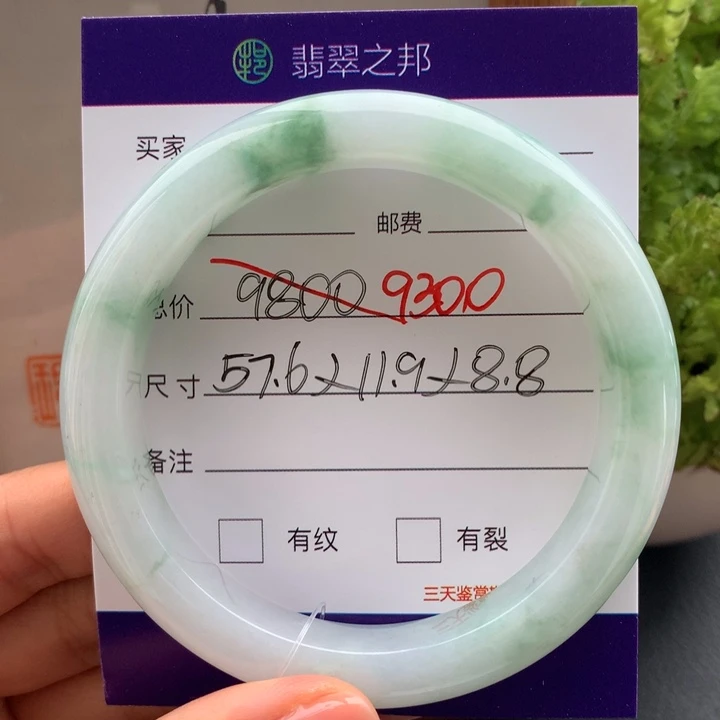 翡翠之邦
买家
邮费
总价 9800 9300
尺寸 57.6×11.9×8.8
备注
有纹 有裂
三天鉴赏